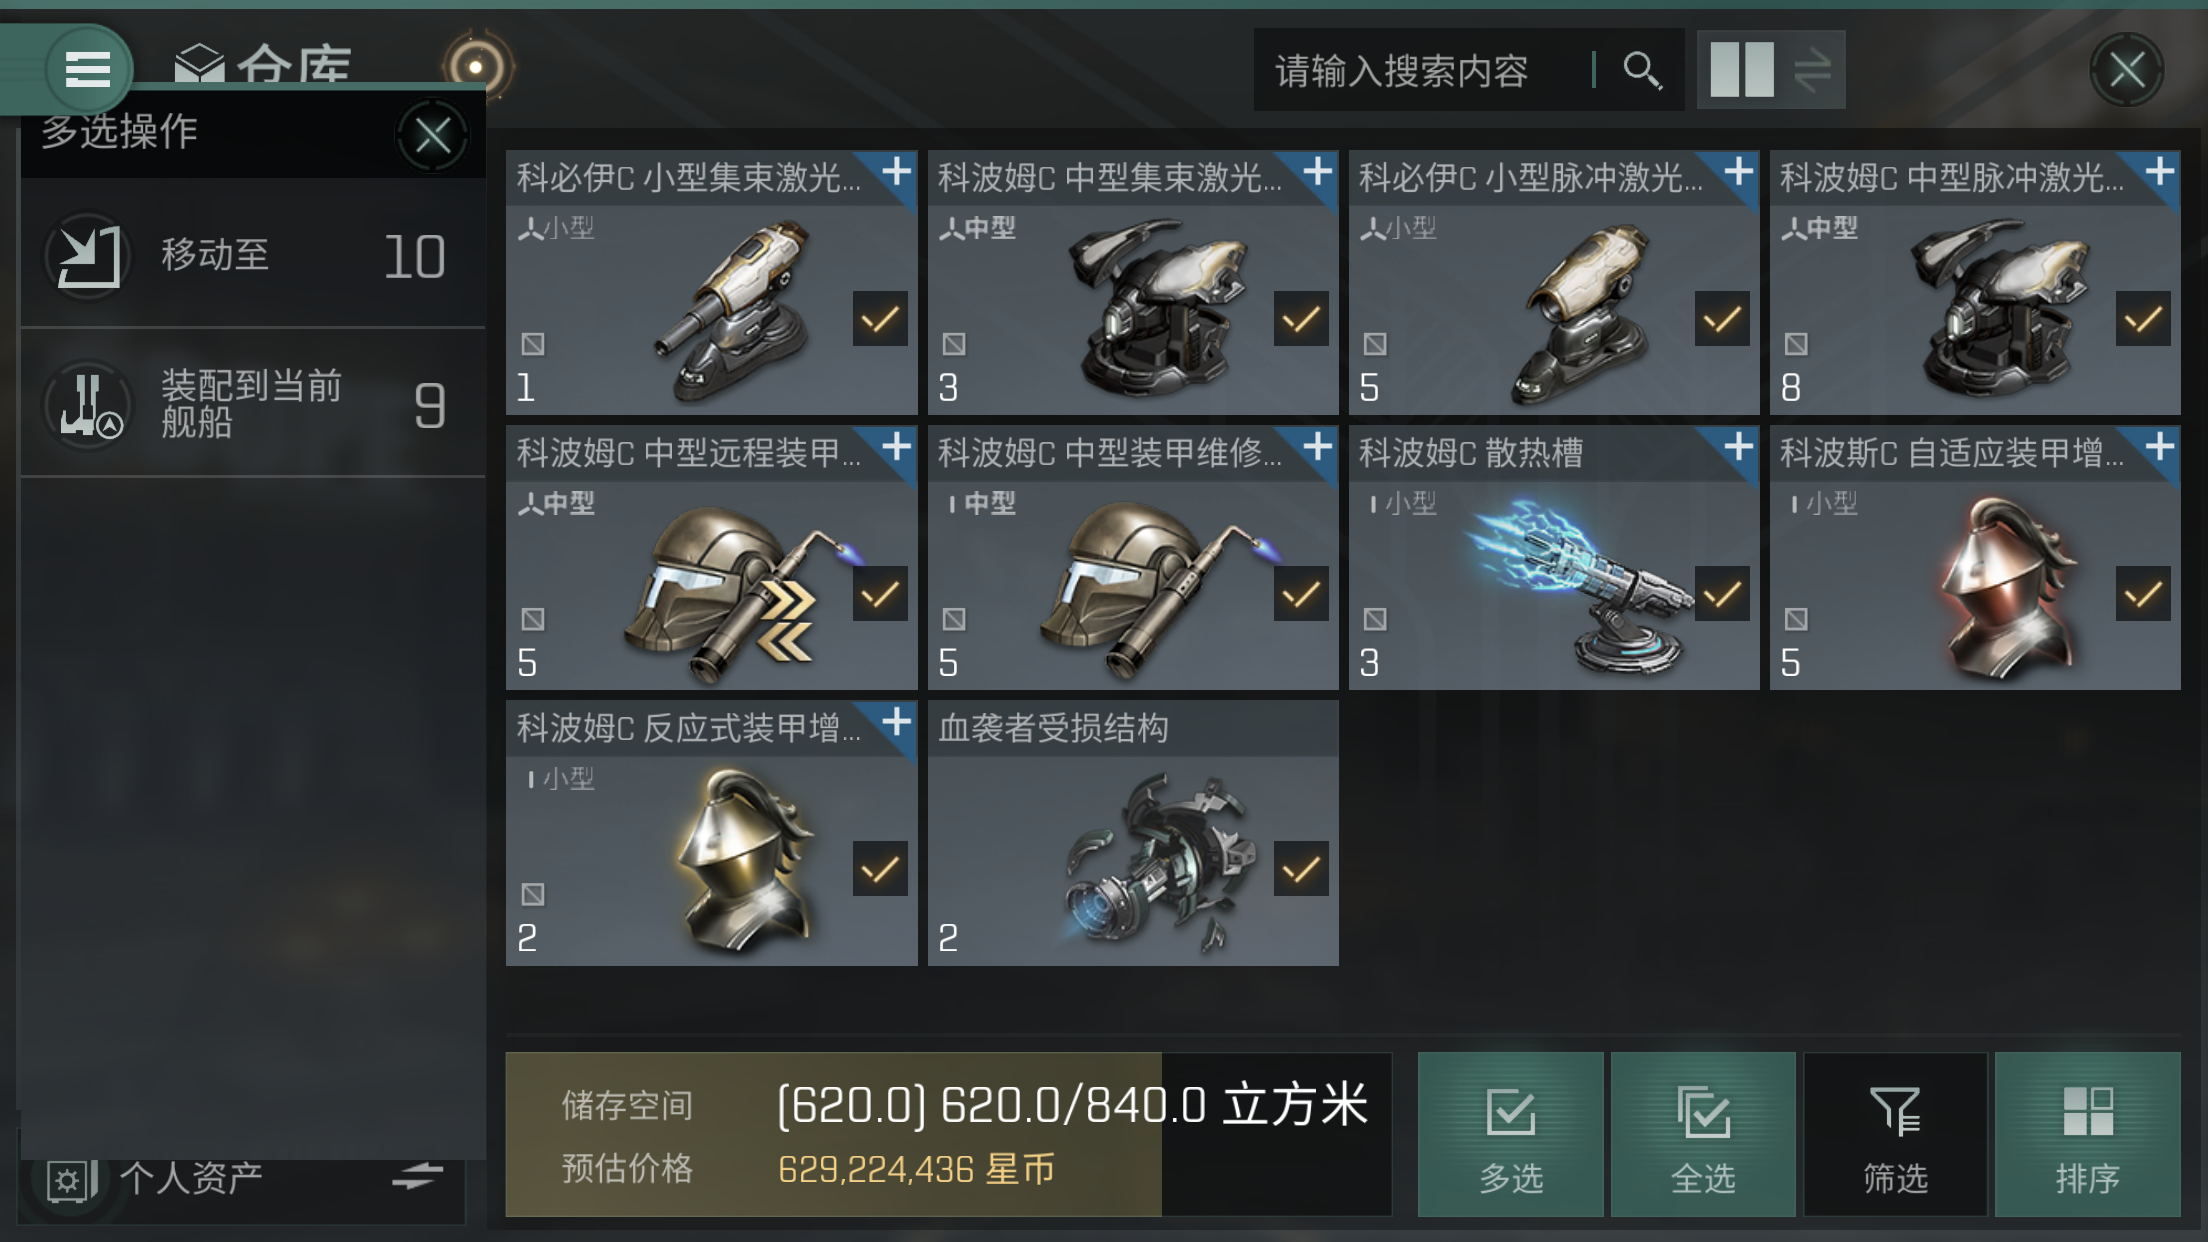 仓库
请输入搜索内容
多选操作
移动至 10
装配到当前
舰船 9
科必伊C 小型集束激光...
小型
1
科波姆C 中型集束激光...
中型
3
科必伊C 小型脉冲激光...
小型
5
科波姆C 中型脉冲激光...
中型
8
科波姆C 中型远程装甲...
中型
5
科波姆C 中型装甲维修...
中型
5
科波姆C 散热槽
小型
3
科波斯C 自适应装甲增...
小型
5
科波姆C 反应式装甲增...
小型
2
血袭者受损结构
2
个人资产
储存空间 (620.0) 620.0/840.0 立方米
预估价格 629,224,436 星币
多选
全选
筛选
排序